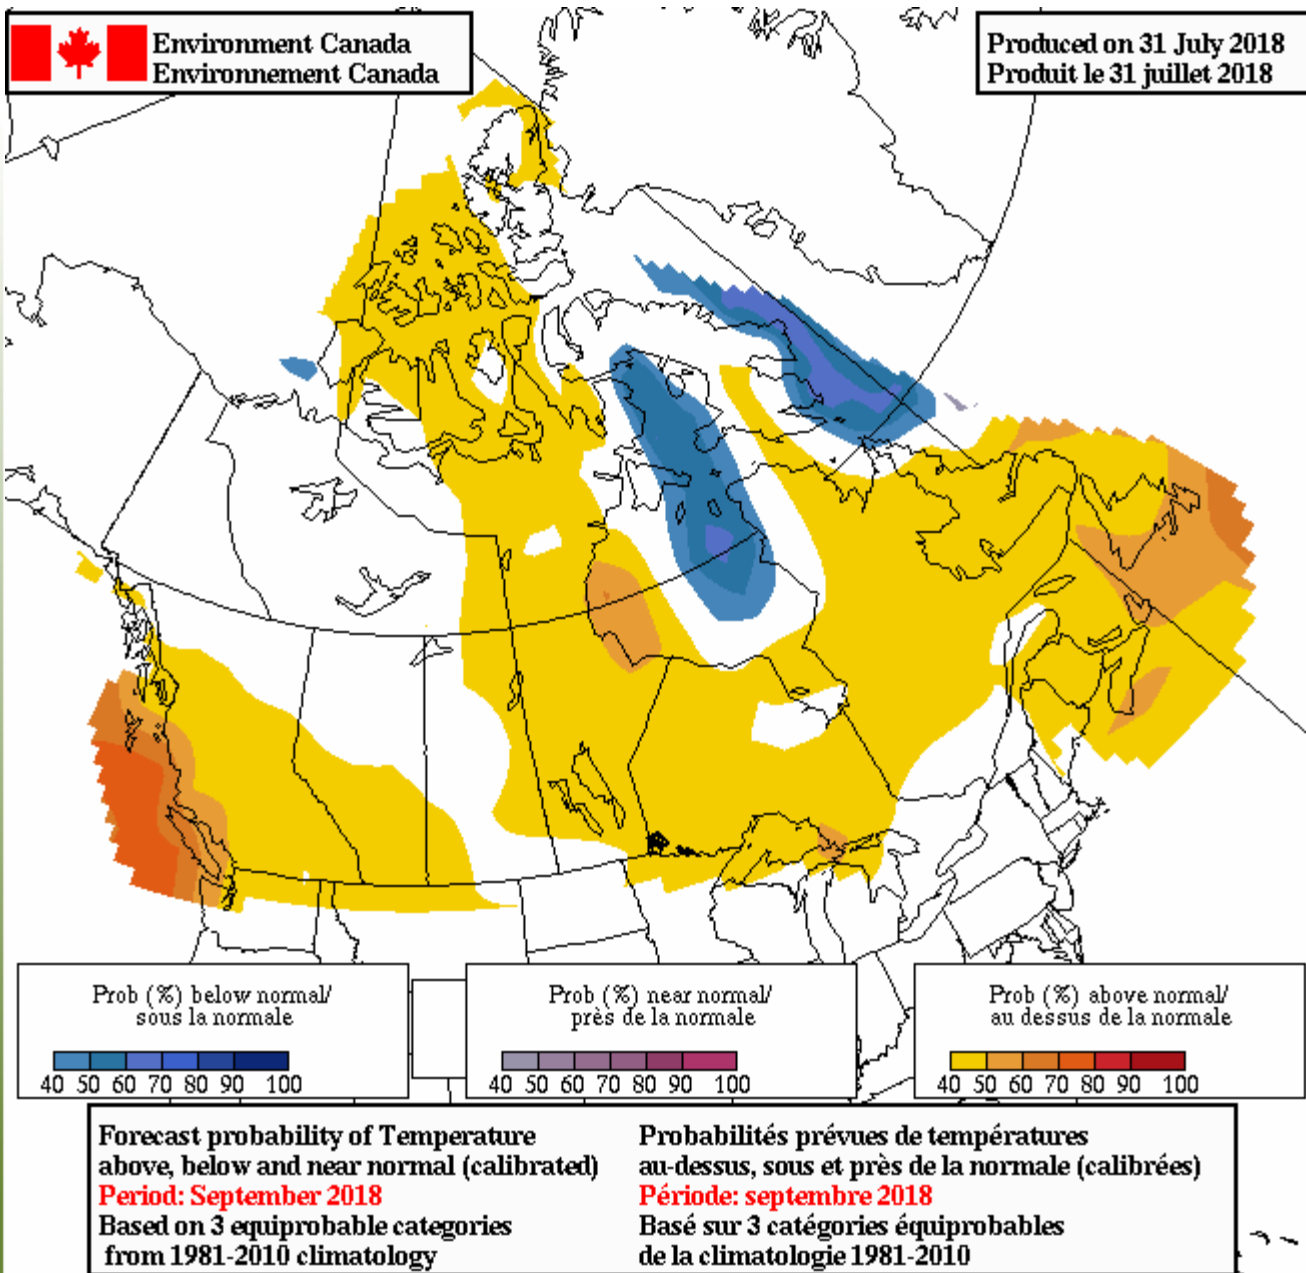 Environment Canada
Environnement Canada
Produced on 31 July 2018
Produit le 31 juillet 2018
Prob (%) below normal/
sous la normale
40 50 60 70 80 90 100
Prob (%) near normal/
près de la normale
40 50 60 70 80 90 100
Prob (%) above normal/
au dessus de la normale
40 50 60 70 80 90 100
Forecast probability of Temperature
above, below and near normal (calibrated)
Period: September 2018
Based on 3 equiprobable categories
from 1981-2010 climatology
Probabilités prévues de températures
au-dessus, sous et près de la normale (calibrées)
Période: septembre 2018
Basé sur 3 catégories équiprobables
de la climatologie 1981-2010